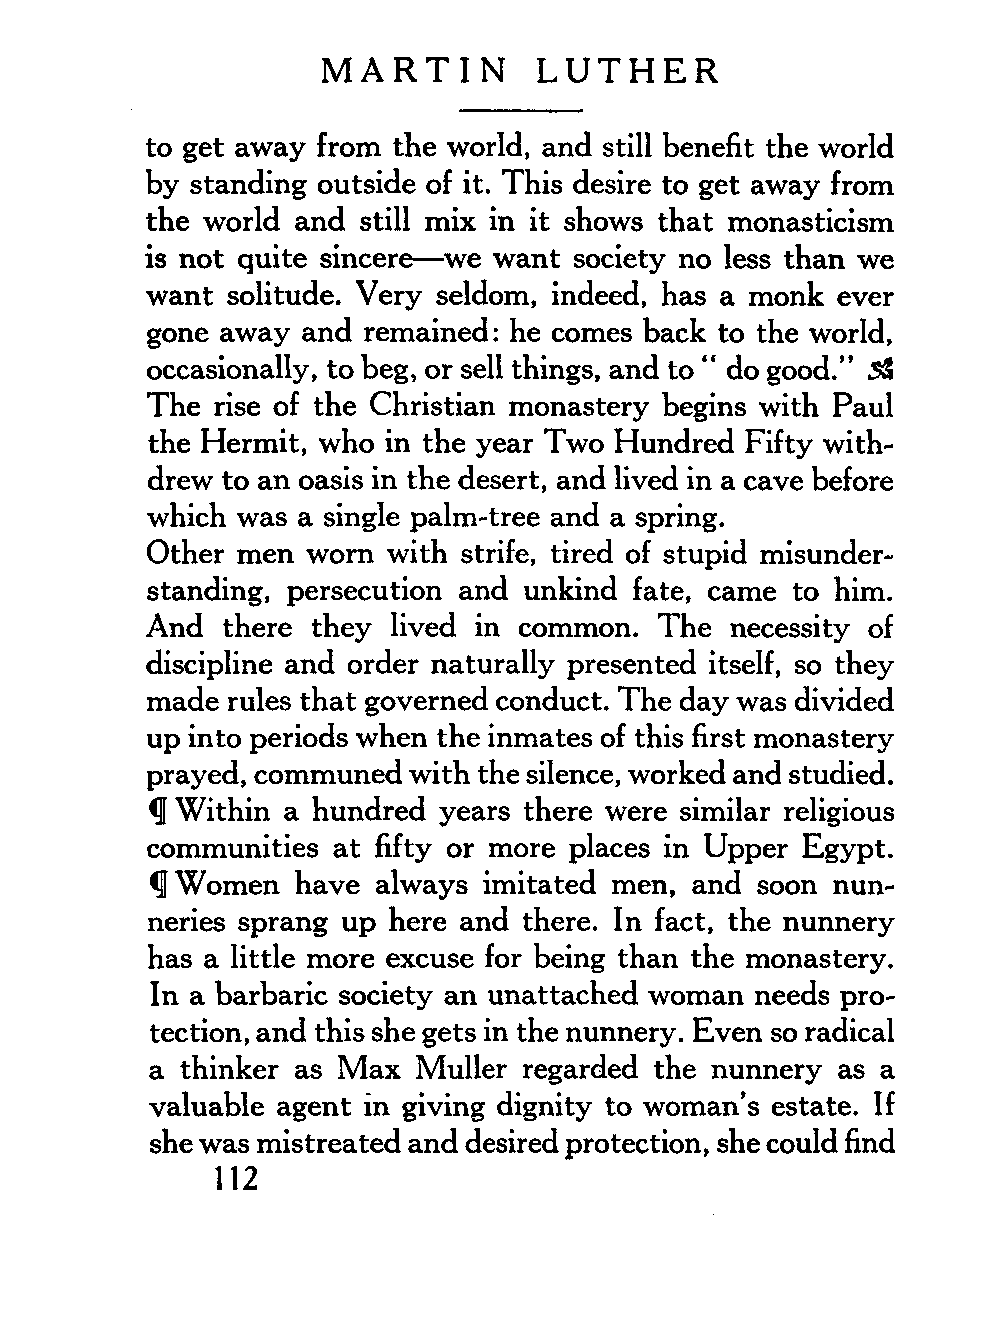 MARTIN LUTHER
to get away from the world, and still benefit the world
by standing outside of it. This desire to get away from
the world and still mix in it shows that monasticism
is not quite sincere—we want society no less than we
want solitude. Very seldom, indeed, has a monk ever
gone away and remained: he comes back to the world,
occasionally, to beg, or sell things, and to “ do good.”
The rise of the Christian monastery begins with Paul
the Hermit, who in the year Two Hundred Fifty with-
drew to an oasis in the desert, and lived in a cave before
which was a single palm-tree and a spring.
Other men worn with strife, tired of stupid misunder-
standing, persecution and unkind fate, came to him.
And there they lived in common. The necessity of
discipline and order naturally presented itself, so they
made rules that governed conduct. The day was divided
up into periods when the inmates of this first monastery
prayed, communed with the silence, worked and studied.
¶ Within a hundred years there were similar religious
communities at fifty or more places in Upper Egypt.
¶ Women have always imitated men, and soon nun-
neries sprang up here and there. In fact, the nunnery
has a little more excuse for being than the monastery.
In a barbaric society an unattached woman needs pro-
tection, and this she gets in the nunnery. Even so radical
a thinker as Max Muller regarded the nunnery as a
valuable agent in giving dignity to woman's estate. If
she was mistreated and desired protection, she could find
112